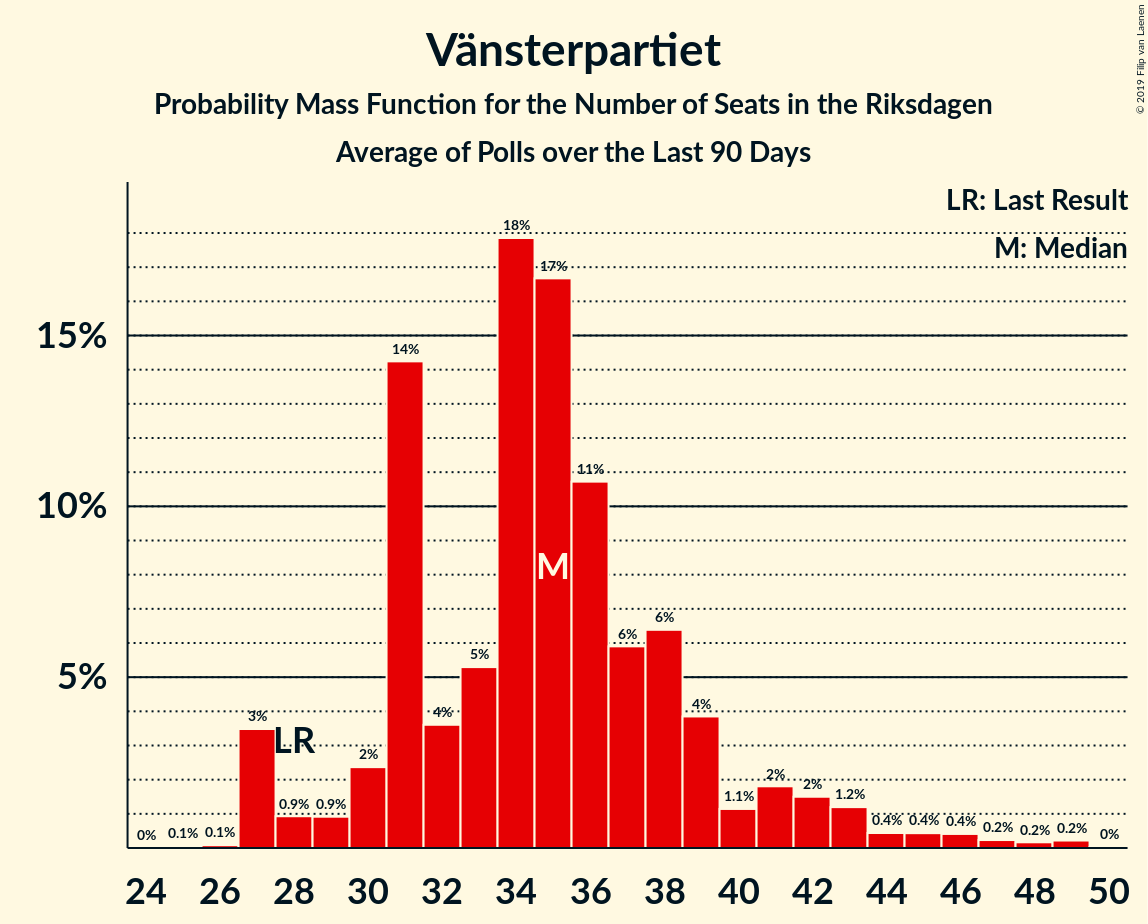 Vänsterpartiet
Probability Mass Function for the Number of Seats in the Riksdagen
Average of Polls over the Last 90 Days
© 2019 Filip van Laenen
LR: Last Result
M: Median
15%
10%
5%
0% 0.1% 0.1% 3% 0.9% 0.9% 2% 14% 4% 5% 18% 17% 11% 6% 6% 4% 1.1% 2% 2% 1.2% 0.4% 0.4% 0.4% 0.2% 0.2% 0.2% 0%
LR
M
24 26 28 30 32 34 36 38 40 42 44 46 48 50